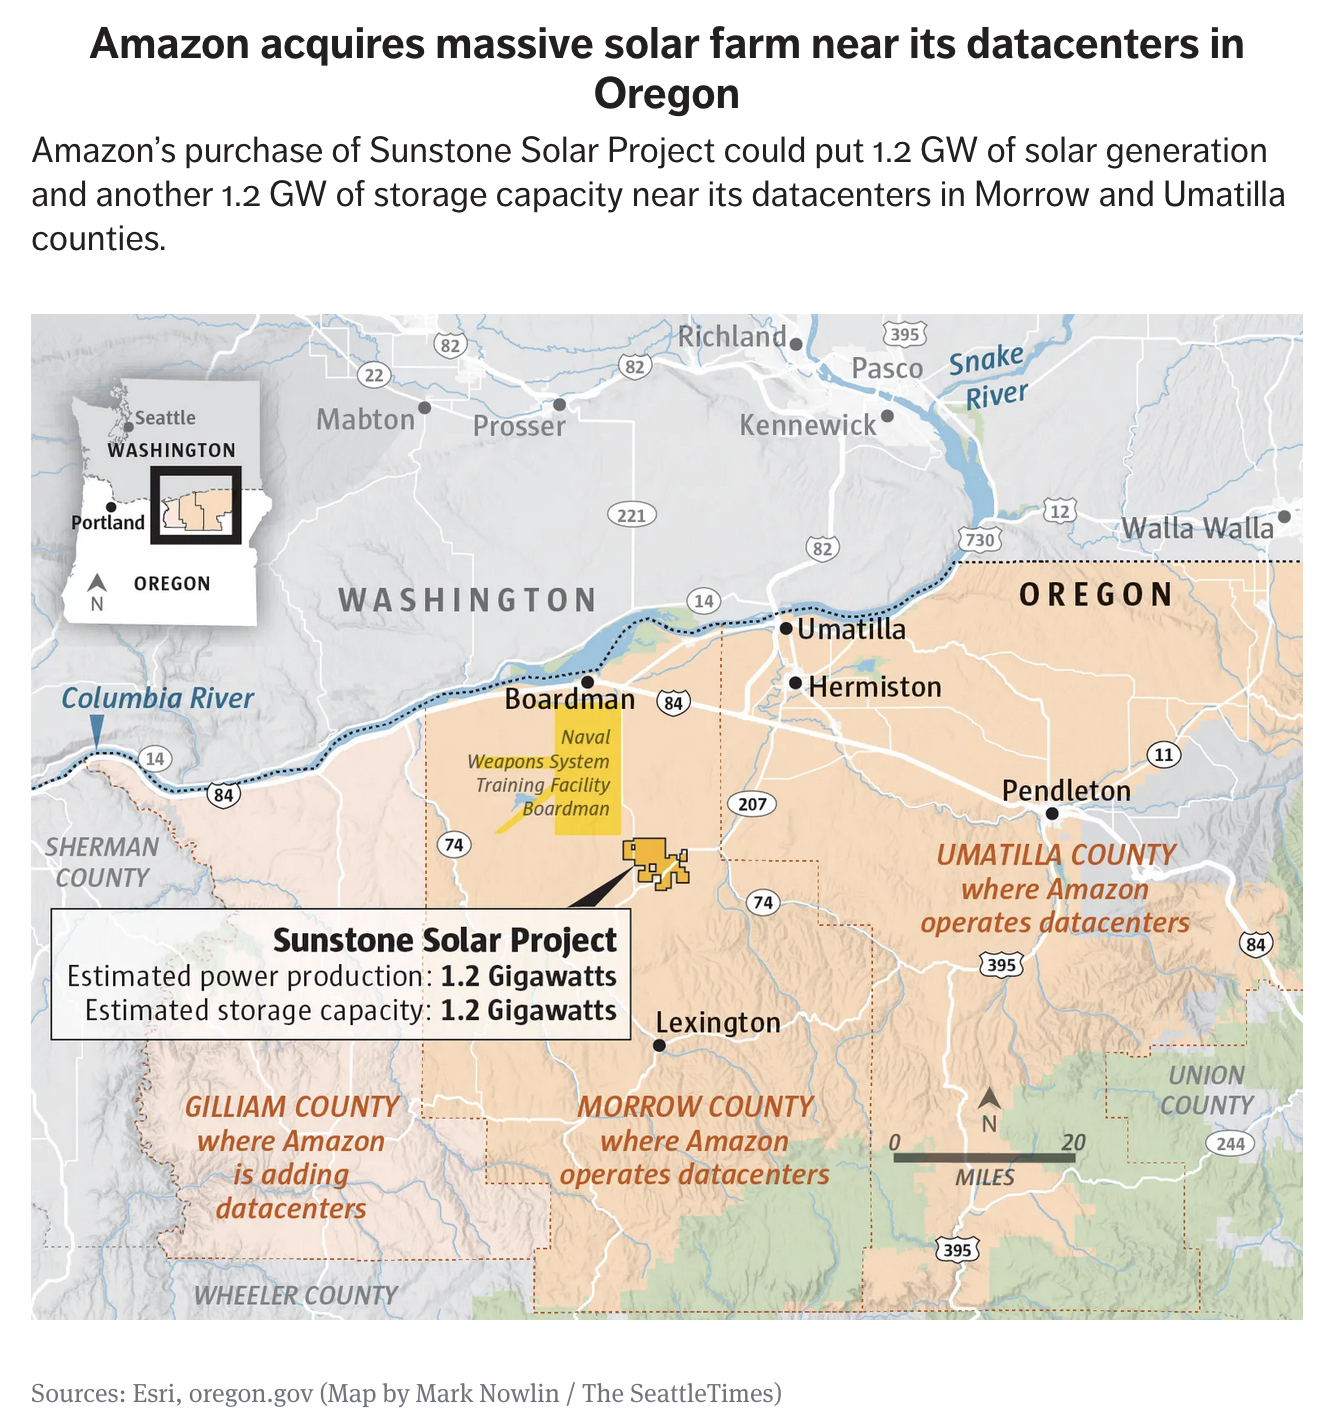 Amazon acquires massive solar farm near its datacenters in
Oregon
Amazon’s purchase of Sunstone Solar Project could put 1.2 GW of solar generation
and another 1.2 GW of storage capacity near its datacenters in Morrow and Umatilla
counties.
82
Richland
395
22
82
Pasco
Snake
River
Mabton
Prosser
Kennewick
Seattle
WASHINGTON
Portland
OREGON
N
221
12
Walla Walla
82
730
WASHINGTON
14
OREGON
Umatilla
Columbia River
Boardman
84
Hermiston
14
84
Naval
Weapons System
Training Facility
Boardman
11
Pendleton
207
SHERMAN
COUNTY
74
UMATILLA COUNTY
where Amazon
operates datacenters
74
84
395
Sunstone Solar Project
Estimated power production: 1.2 Gigawatts
Estimated storage capacity: 1.2 Gigawatts
Lexington
UNION
COUNTY
GILLIAM COUNTY
where Amazon
is adding
datacenters
MORROW COUNTY
where Amazon
operates datacenters
N
0 20
MILES
244
395
WHEELER COUNTY
Sources: Esri, oregon.gov (Map by Mark Nowlin / The SeattleTimes)